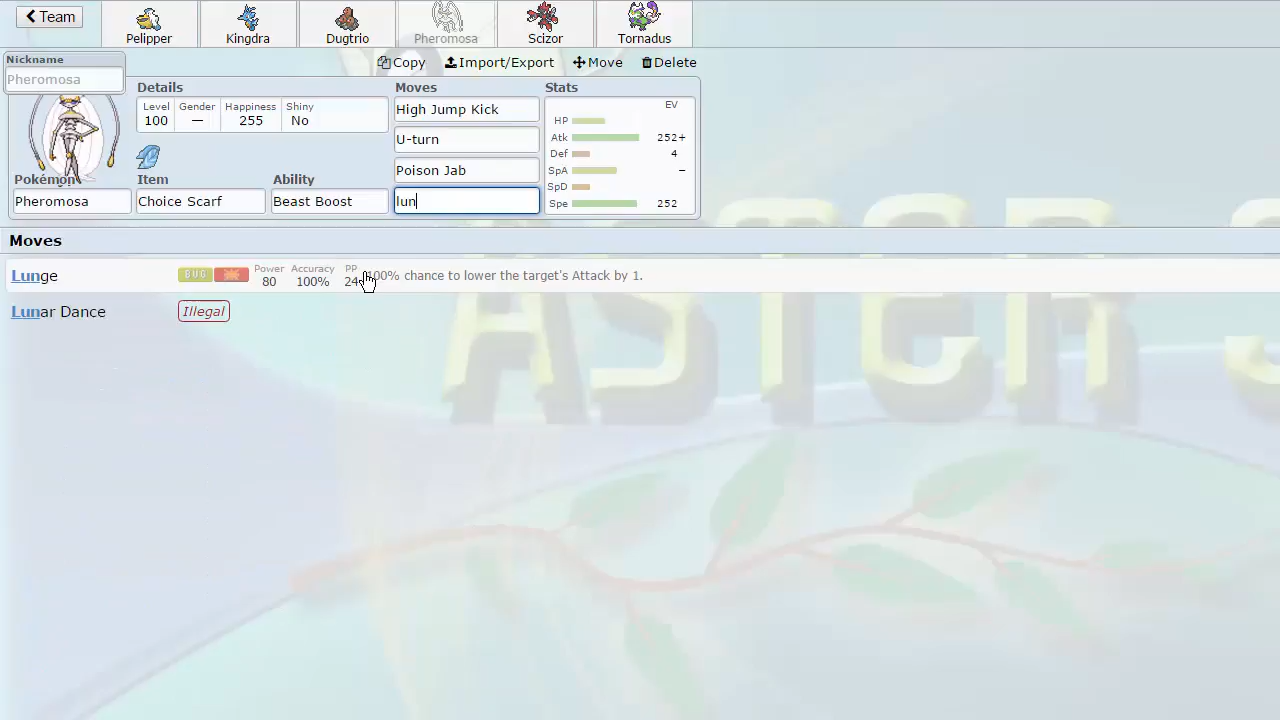 Team
Pelipper
Kingdra
Dugtrio
Pheromosa
Scizor
Tornadus
Copy
Import/Export
Move
Delete
Nickname
Pheromosa
Details
Level
100
Gender
—
Happiness
255
Shiny
No
Pokémon
Pheromosa
Item
Choice Scarf
Ability
Beast Boost
Moves
High Jump Kick
U-turn
Poison Jab
lun
Stats
EV
HP
Atk 252+
Def 4
SpA –
SpD
Spe 252
Moves
Lunge BUG Power 80 Accuracy 100% PP 24 100% chance to lower the target's Attack by 1.
Lunar Dance Illegal
ASTER